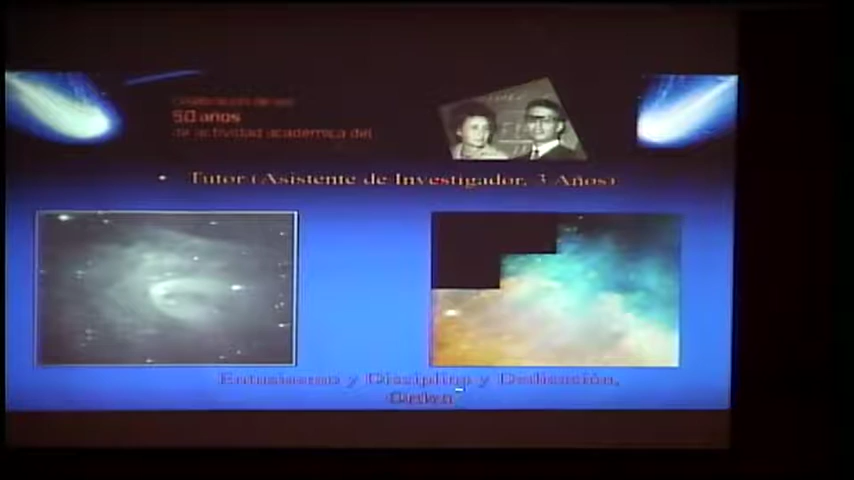 50 años
de actividad académica del
• Tutor (Asistente de Investigador, 3 Años)
Entusiasmo y Disciplina y Dedicación,
Orden